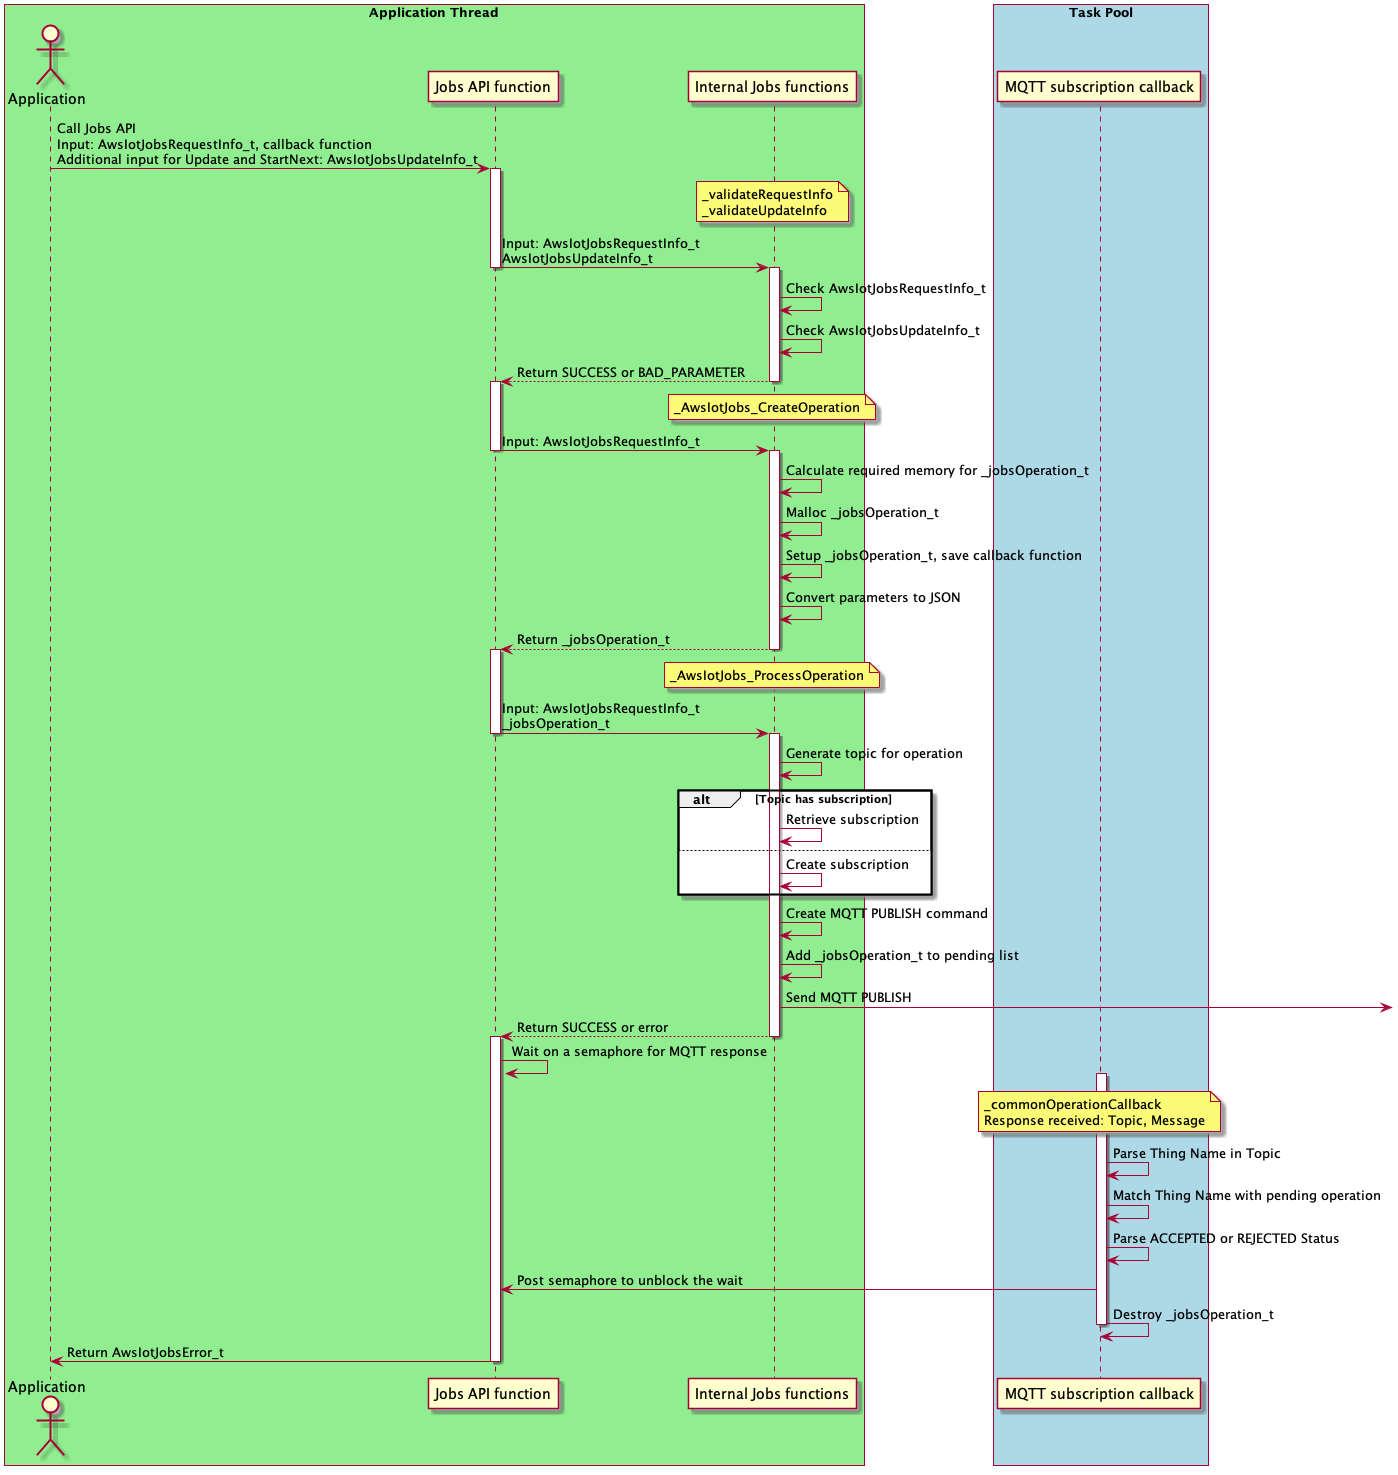 Application Thread
Task Pool
Application
Jobs API function
Internal Jobs functions
MQTT subscription callback
Call Jobs API
Input: AwsIotJobsRequestInfo_t, callback function
Additional input for Update and StartNext: AwsIotJobsUpdateInfo_t
_validateRequestInfo
_validateUpdateInfo
Input: AwsIotJobsRequestInfo_t
AwsIotJobsUpdateInfo_t
Check AwsIotJobsRequestInfo_t
Check AwsIotJobsUpdateInfo_t
Return SUCCESS or BAD_PARAMETER
_AwsIotJobs_CreateOperation
Input: AwsIotJobsRequestInfo_t
Calculate required memory for _jobsOperation_t
Malloc _jobsOperation_t
Setup _jobsOperation_t, save callback function
Convert parameters to JSON
Return _jobsOperation_t
_AwsIotJobs_ProcessOperation
Input: AwsIotJobsRequestInfo_t
_jobsOperation_t
Generate topic for operation
alt [Topic has subscription]
Retrieve subscription
Create subscription
Create MQTT PUBLISH command
Add _jobsOperation_t to pending list
Send MQTT PUBLISH
Return SUCCESS or error
Wait on a semaphore for MQTT response
_commonOperationCallback
Response received: Topic, Message
Parse Thing Name in Topic
Match Thing Name with pending operation
Parse ACCEPTED or REJECTED Status
Post semaphore to unblock the wait
Destroy _jobsOperation_t
Return AwsIotJobsError_t
Application
Jobs API function
Internal Jobs functions
MQTT subscription callback